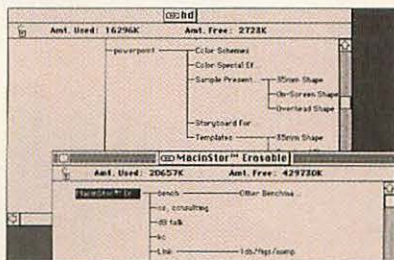 hd
Amt. Used: 16296K Amt. Free: 2728K
powerpoint Color Schemes
Color Special Ef...
Sample Present... 35mm Shape
On-Screen Shape
Overhead Shape
Storyboard For...
Templates 35mm Shape
MacinStor™ Erasable
Amt. Used: 20657K Amt. Free: 429730K
MacinStor™ Er... bench Other Benchma...
co, consulting
dB talk
Link